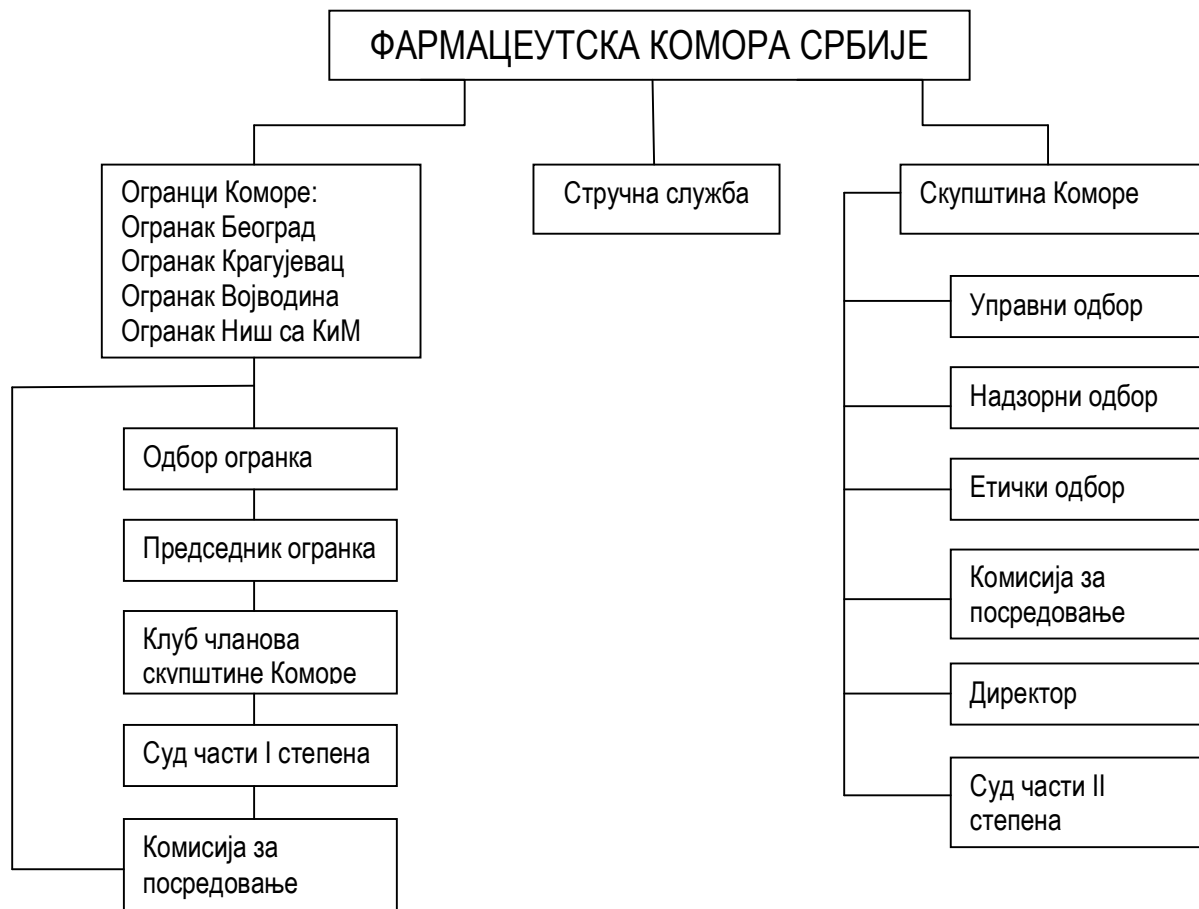 ФАРМАЦЕУТСКА КОМОРА СРБИЈЕ
Огранци Коморе:
Огранак Београд
Огранак Крагујевац
Огранак Војводина
Огранак Ниш са КиМ
Стручна служба
Скупштина Коморе
Одбор огранка
Председник огранка
Клуб чланова
скупштине Коморе
Суд части I степена
Комисија за
посредовање
Управни одбор
Надзорни одбор
Етички одбор
Комисија за
посредовање
Директор
Суд части II
степена